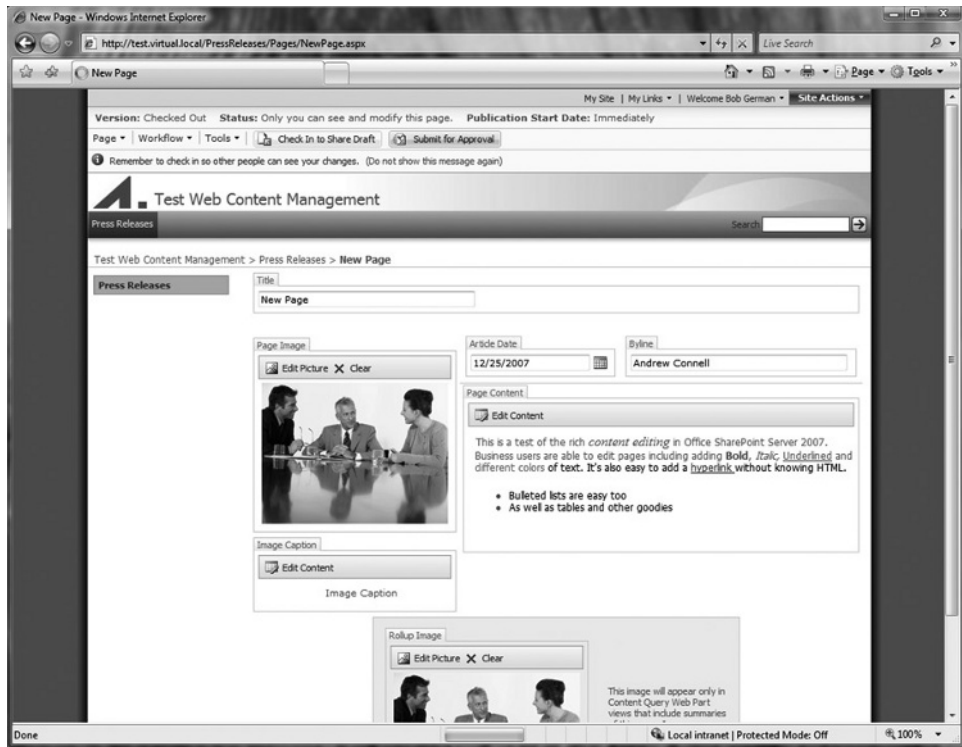 New Page - Windows Internet Explorer
http://test.virtual.local/PressReleases/Pages/NewPage.aspx
Live Search
New Page
Page
Tools
My Site | My Links | Welcome Bob German Site Actions
Version: Checked Out Status: Only you can see and modify this page. Publication Start Date: Immediately
Page Workflow Tools Check In to Share Draft Submit for Approval
Remember to check in so other people can see your changes. (Do not show this message again)
Test Web Content Management
Press Releases
Search
Test Web Content Management > Press Releases > New Page
Press Releases
Title
New Page
Page Image
Edit Picture Clear
Article Date
12/25/2007
Byline
Andrew Connell
Page Content
Edit Content
This is a test of the rich content editing in Office SharePoint Server 2007.
Business users are able to edit pages including adding Bold, Italic, Underlined and
different colors of text. It's also easy to add a hyperlink without knowing HTML.
• Bulleted lists are easy too
• As well as tables and other goodies
Image Caption
Edit Content
Image Caption
Rollup Image
Edit Picture Clear
This image will appear only in
Content Query Web Part
views that include summaries
Done
Local intranet | Protected Mode: Off
100%